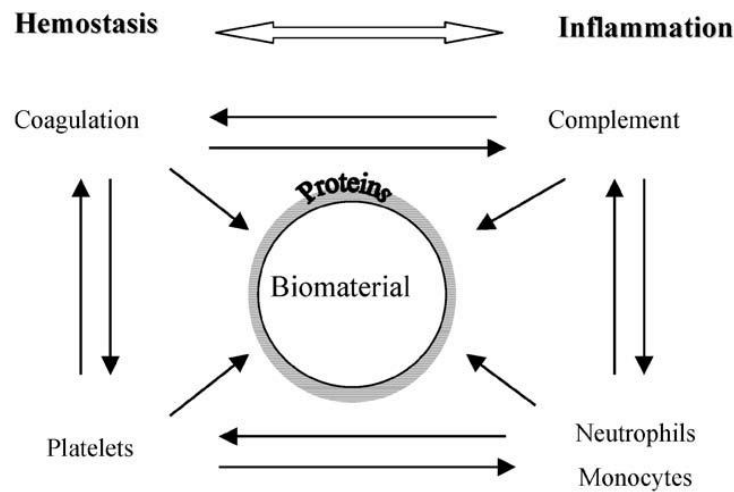 Hemostasis
Inflammation
Coagulation
Complement
Proteins
Biomaterial
Platelets
Neutrophils
Monocytes